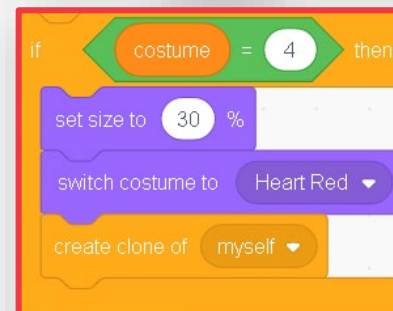 if costume = 4 then
set size to 30 %
switch costume to Heart Red
create clone of myself